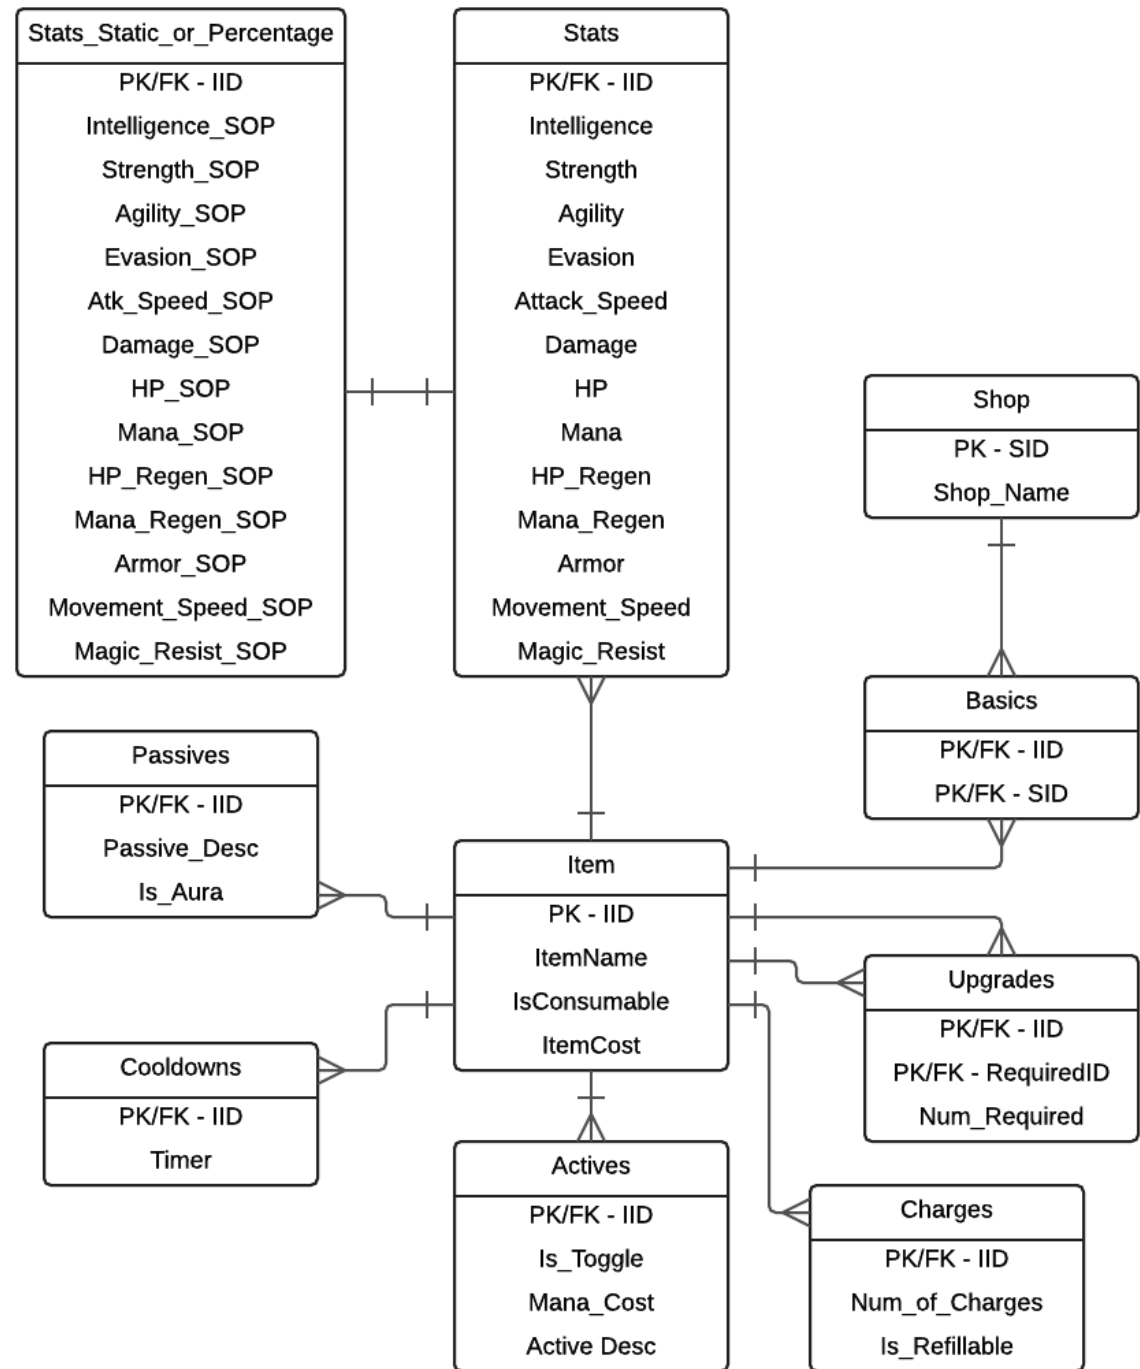 Stats_Static_or_Percentage
PK/FK - IID
Intelligence_SOP
Strength_SOP
Agility_SOP
Evasion_SOP
Atk_Speed_SOP
Damage_SOP
HP_SOP
Mana_SOP
HP_Regen_SOP
Mana_Regen_SOP
Armor_SOP
Movement_Speed_SOP
Magic_Resist_SOP
Stats
PK/FK - IID
Intelligence
Strength
Agility
Evasion
Attack_Speed
Damage
HP
Mana
HP_Regen
Mana_Regen
Armor
Movement_Speed
Magic_Resist
Shop
PK - SID
Shop_Name
Basics
PK/FK - IID
PK/FK - SID
Passives
PK/FK - IID
Passive_Desc
Is_Aura
Item
PK - IID
ItemName
IsConsumable
ItemCost
Upgrades
PK/FK - IID
PK/FK - RequiredID
Num_Required
Cooldowns
PK/FK - IID
Timer
Actives
PK/FK - IID
Is_Toggle
Mana_Cost
Active Desc
Charges
PK/FK - IID
Num_of_Charges
Is_Refillable